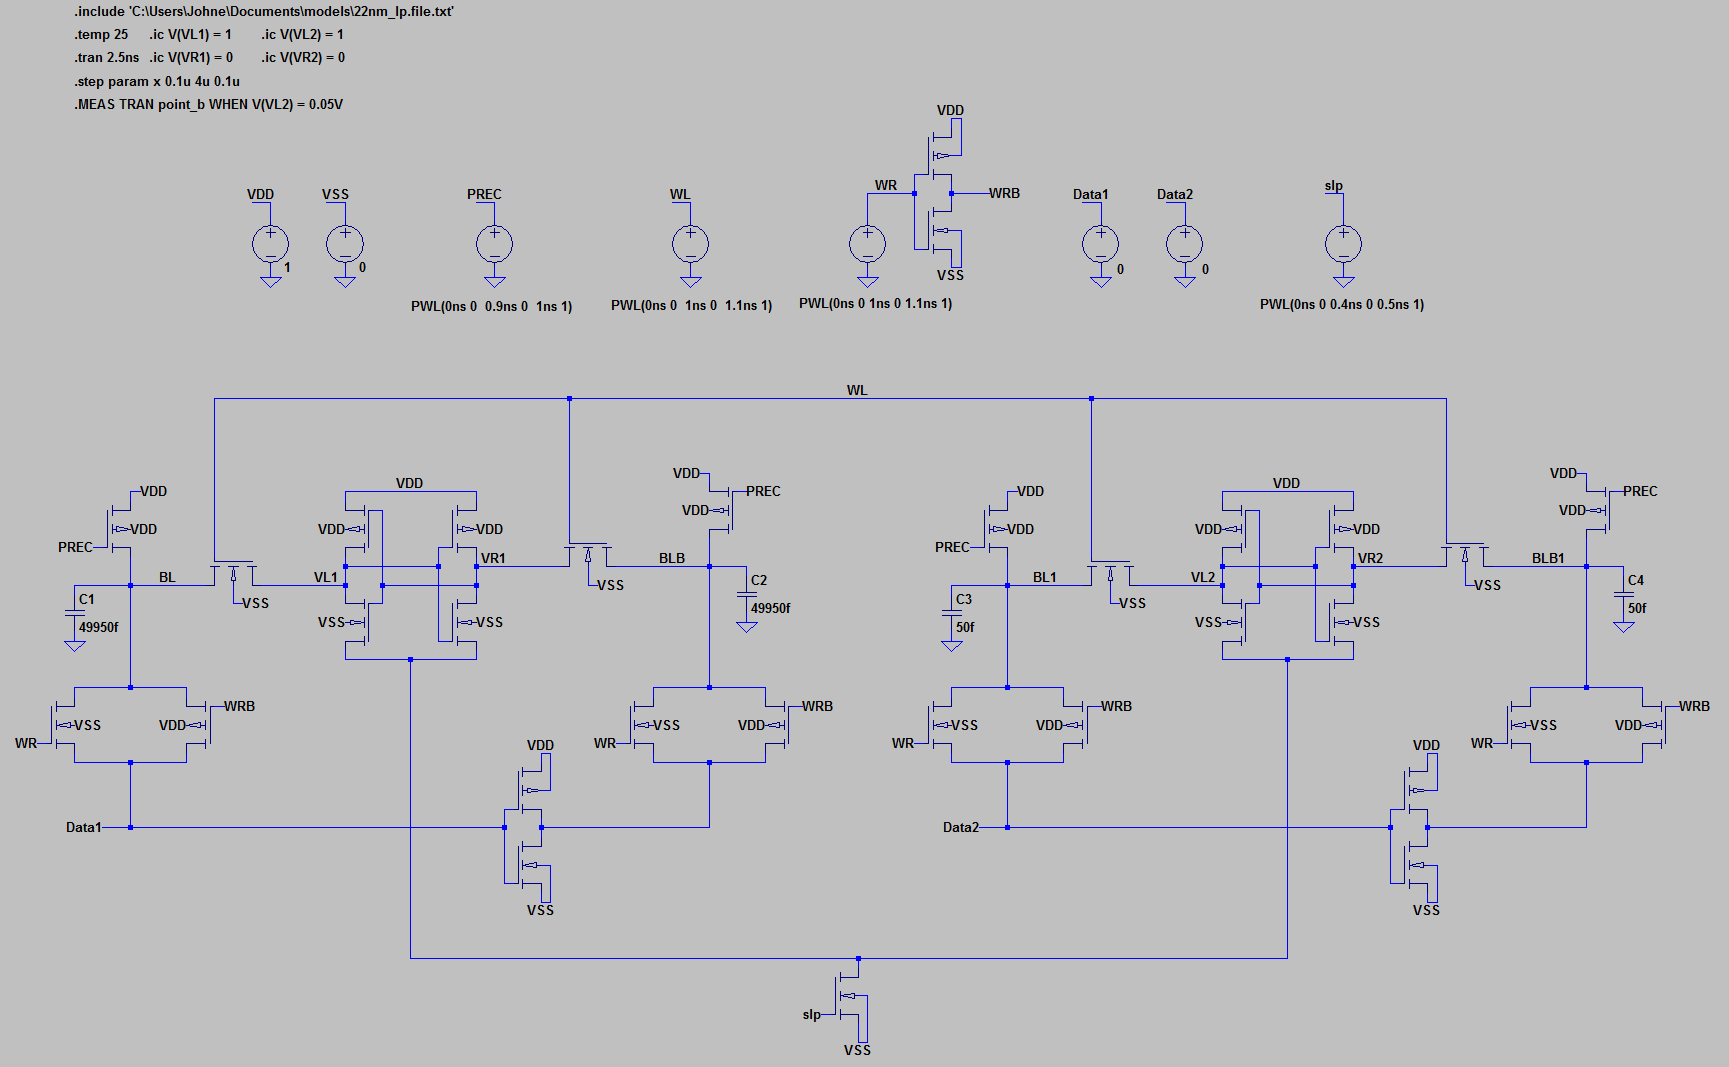 .include 'C:\Users\Johne\Documents\models\22nm_lp.file.txt'
.temp 25 .ic V(VL1) = 1 .ic V(VL2) = 1
.tran 2.5ns .ic V(VR1) = 0 .ic V(VR2) = 0
.step param x 0.1u 4u 0.1u
.MEAS TRAN point_b WHEN V(VL2) = 0.05V
VDD
VDD VSS PREC WL WR WRB Data1 Data2 slp
1 0 0 0
VSS
PWL(0ns 0 0.9ns 0 1ns 1) PWL(0ns 0 1ns 0 1.1ns 1) PWL(0ns 0 1ns 0 1.1ns 1) PWL(0ns 0 0.4ns 0 0.5ns 1)
WL
VDD VDD VDD VDD
VDD PREC VDD PREC
VDD VDD
VDD VDD VDD VDD VDD VDD VDD VDD
PREC VR1 BLB PREC VR2 BLB1
BL VL1 VSS C2 BL1 VL2 VSS C4
C1 VSS 49950f C3 VSS 50f
49950f VSS VSS 50f VSS VSS
WRB WRB WRB WRB
VSS VDD VSS VDD VSS VDD VSS VDD
WR WR WR WR
VDD VDD
Data1 Data2
VSS VSS
slp
VSS